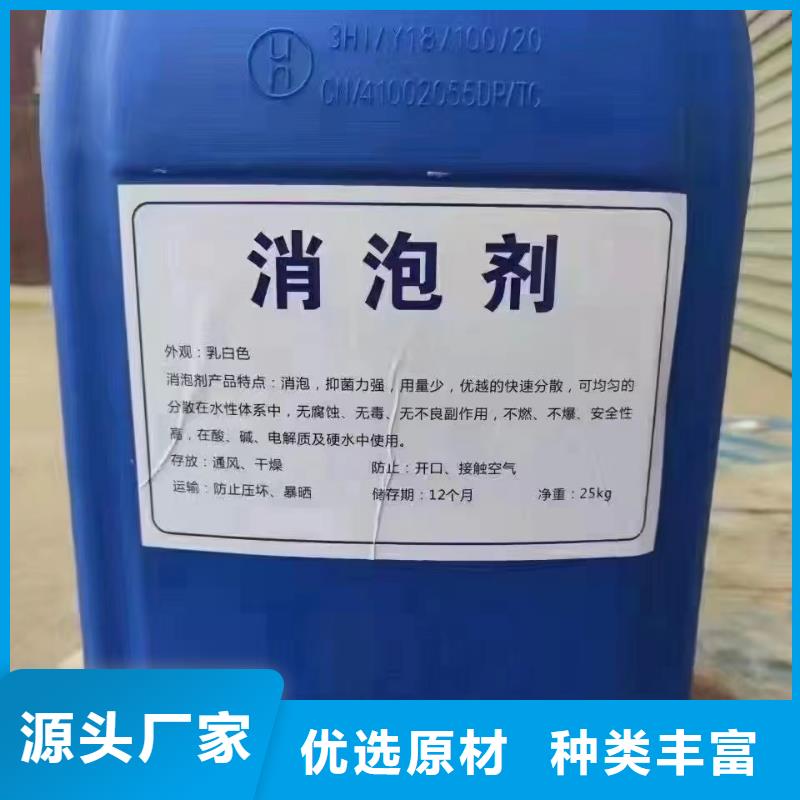 3H1/Y18/100/20
CN/41002055DP/TC
消泡剂
外观：乳白色
消泡剂产品特点：消泡，抑菌力强，用量少，优越的快速分散，可均匀的
分散在水性体系中，无腐蚀、无毒、无不良副作用，不燃、不爆、安全性
高，在酸、碱、电解质及硬水中使用。
存放：通风、干燥 防止：开口、接触空气
运输：防止压坏、暴晒 储存期：12个月 净重：25kg
源头厂家 优选原材 种类丰富